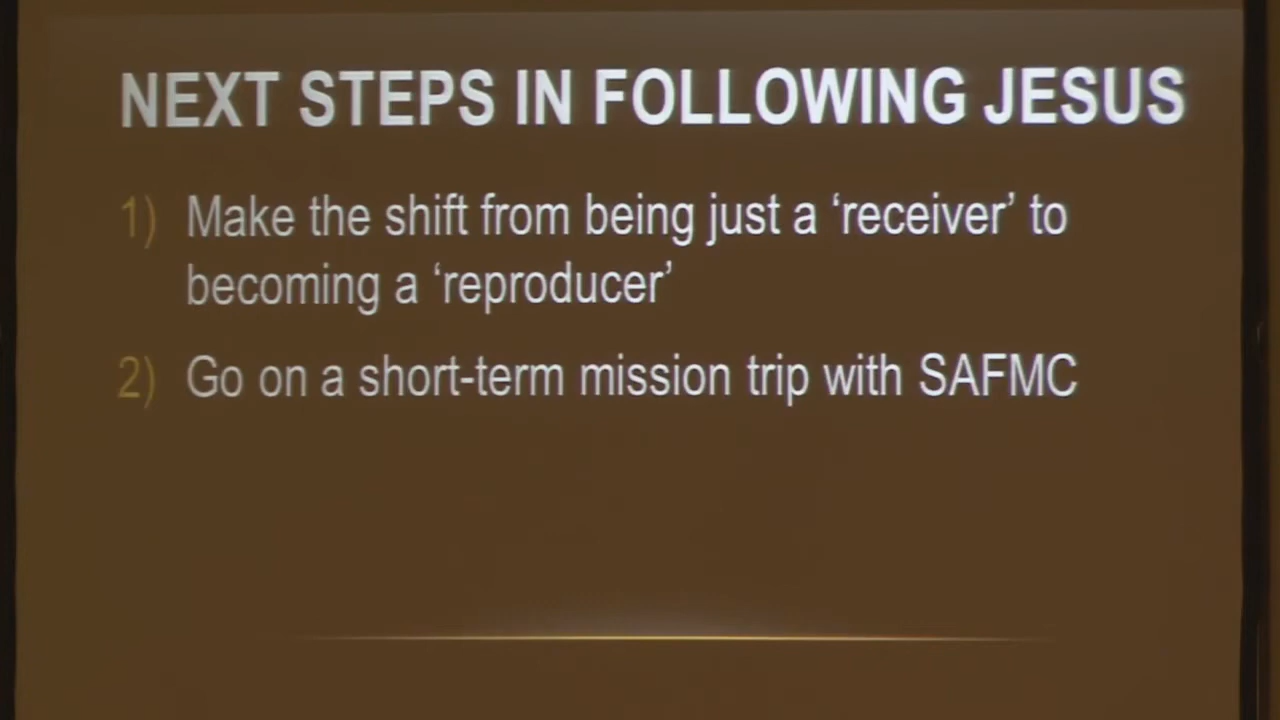 NEXT STEPS IN FOLLOWING JESUS
1) Make the shift from being just a ‘receiver’ to
becoming a ‘reproducer’
2) Go on a short-term mission trip with SAFMC